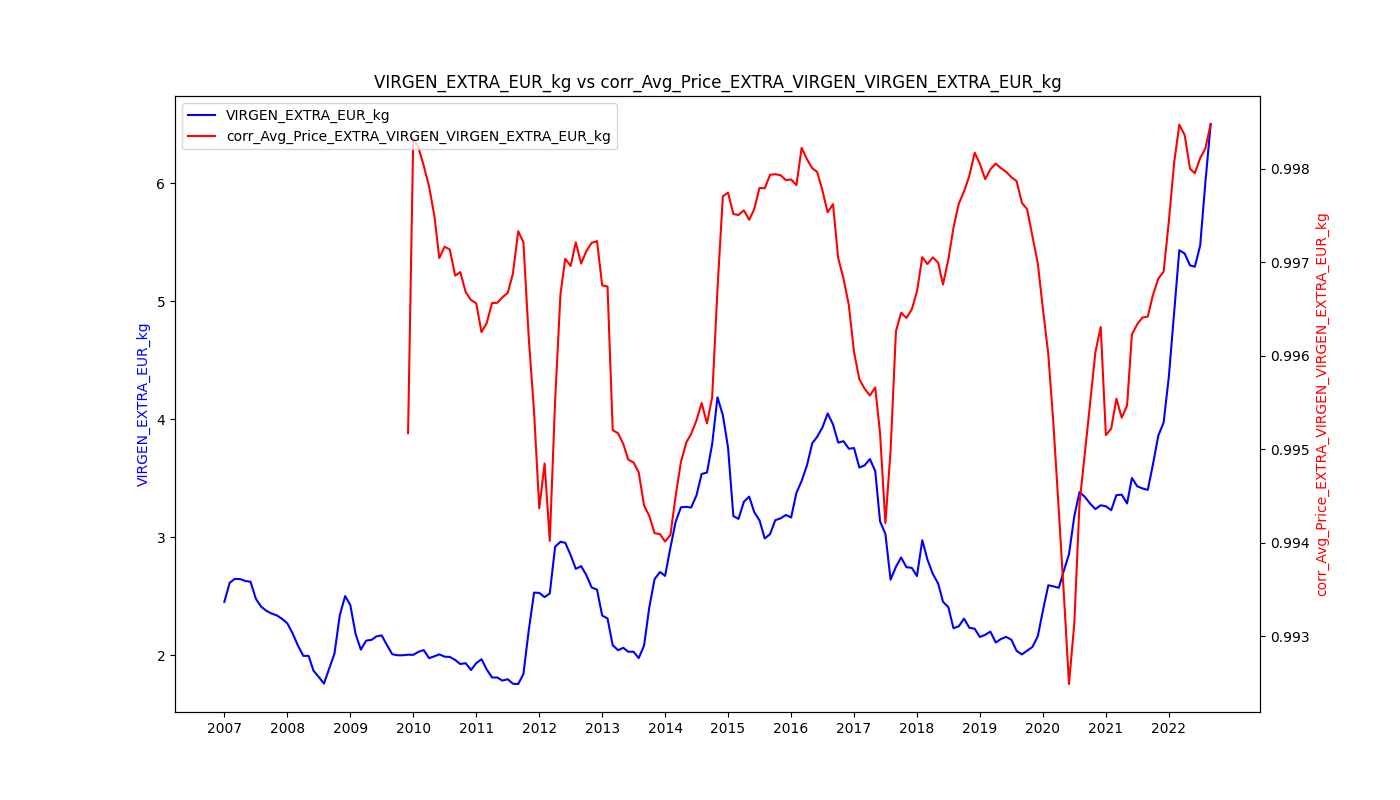 VIRGEN_EXTRA_EUR_kg vs corr_Avg_Price_EXTRA_VIRGEN_VIRGEN_EXTRA_EUR_kg
VIRGEN_EXTRA_EUR_kg
corr_Avg_Price_EXTRA_VIRGEN_VIRGEN_EXTRA_EUR_kg
VIRGEN_EXTRA_EUR_kg
6
5
4
3
2
0.998
0.997
0.996
0.995
0.994
0.993
corr_Avg_Price_EXTRA_VIRGEN_VIRGEN_EXTRA_EUR_kg
2007 2008 2009 2010 2011 2012 2013 2014 2015 2016 2017 2018 2019 2020 2021 2022